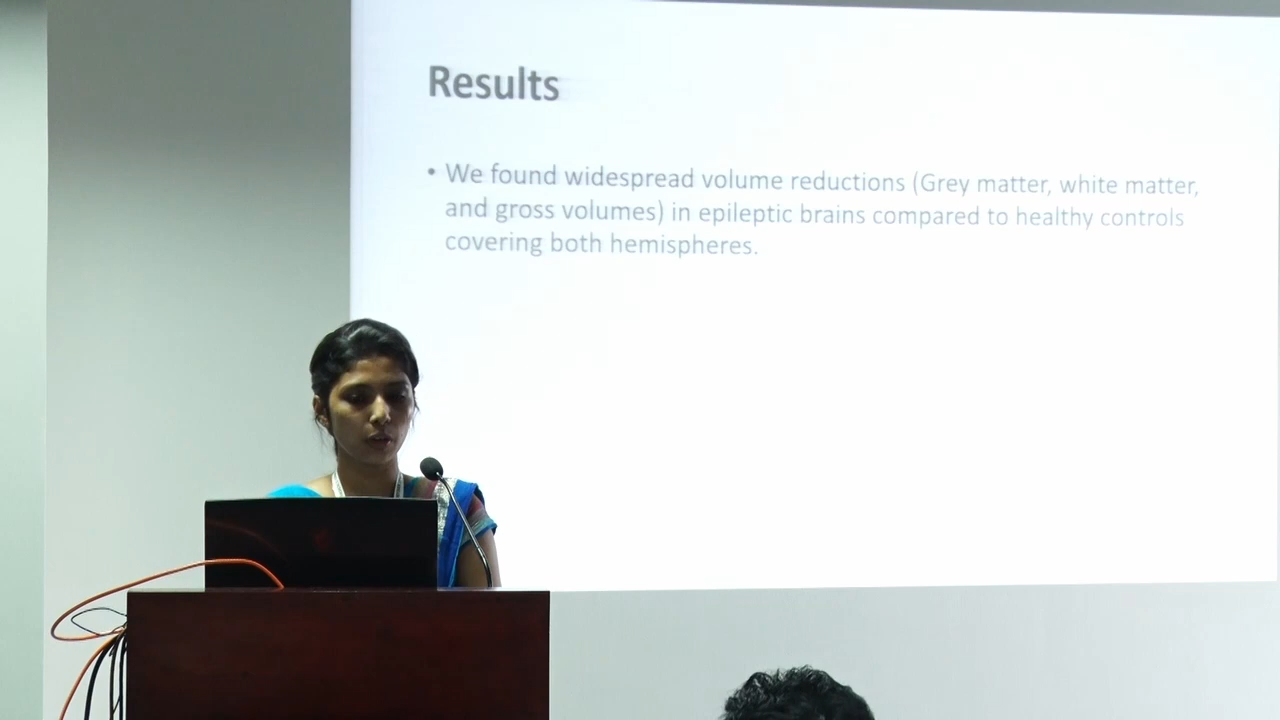 Results
• We found widespread volume reductions (Grey matter, white matter,
and gross volumes) in epileptic brains compared to healthy controls
covering both hemispheres.